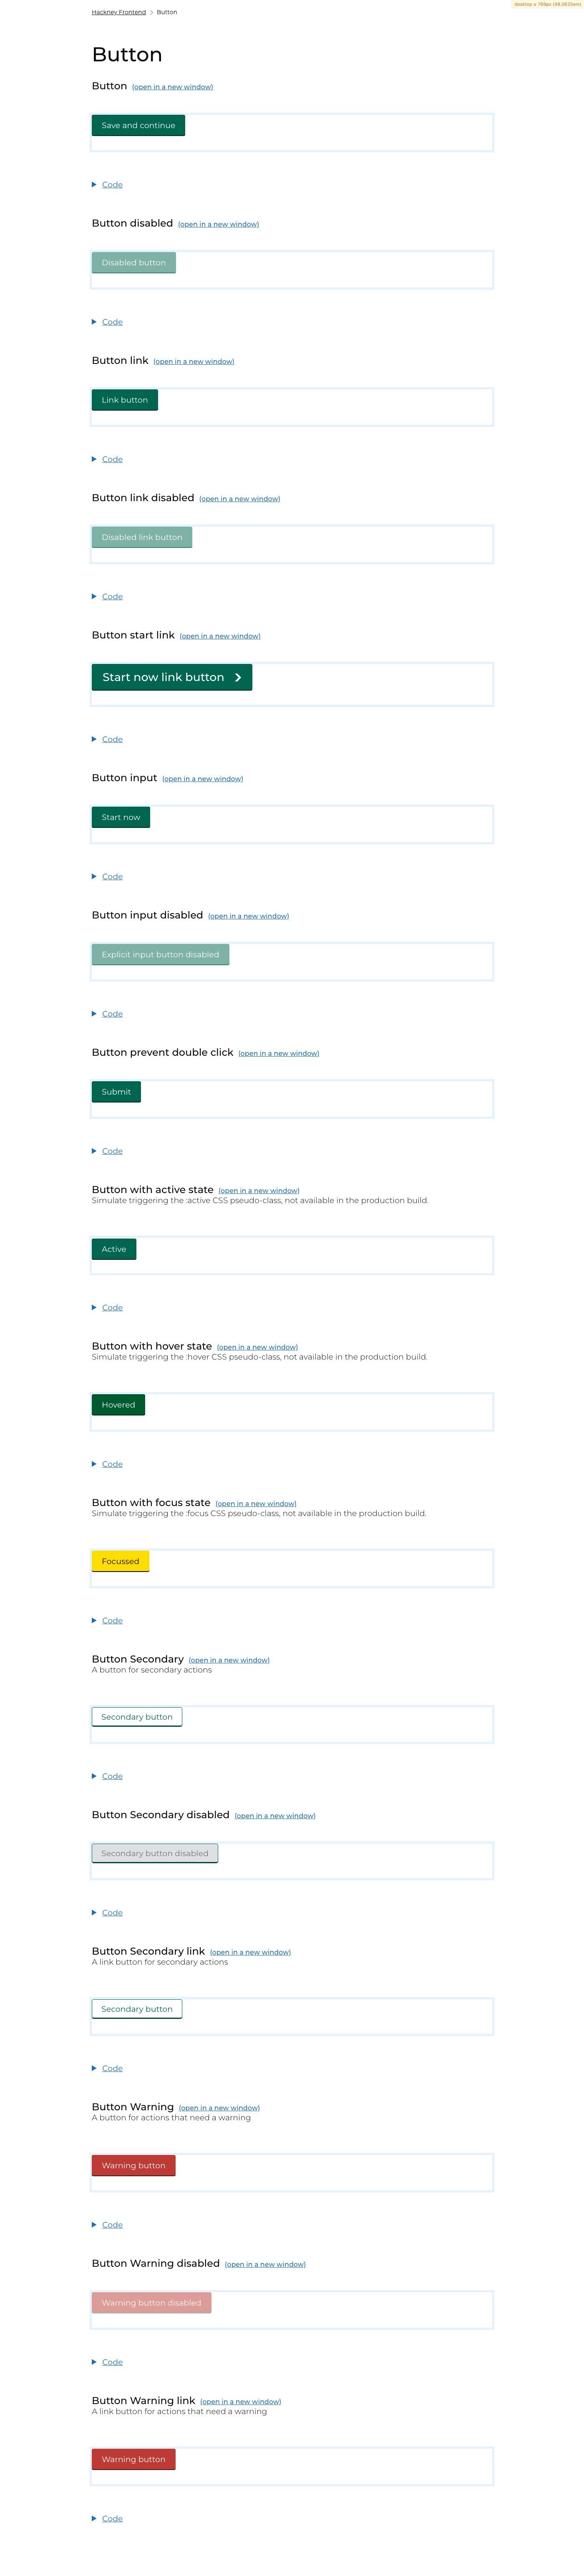 desktop ≥ 769px (48.0625em)
Hackney Frontend > Button
Button
Button (open in a new window)
Save and continue
Code
Button disabled (open in a new window)
Disabled button
Code
Button link (open in a new window)
Link button
Code
Button link disabled (open in a new window)
Disabled link button
Code
Button start link (open in a new window)
Start now link button
Code
Button input (open in a new window)
Start now
Code
Button input disabled (open in a new window)
Explicit input button disabled
Code
Button prevent double click (open in a new window)
Submit
Code
Button with active state (open in a new window)
Simulate triggering the :active CSS pseudo-class, not available in the production build.
Active
Code
Button with hover state (open in a new window)
Simulate triggering the :hover CSS pseudo-class, not available in the production build.
Hovered
Code
Button with focus state (open in a new window)
Simulate triggering the :focus CSS pseudo-class, not available in the production build.
Focussed
Code
Button Secondary (open in a new window)
A button for secondary actions
Secondary button
Code
Button Secondary disabled (open in a new window)
Secondary button disabled
Code
Button Secondary link (open in a new window)
A link button for secondary actions
Secondary button
Code
Button Warning (open in a new window)
A button for actions that need a warning
Warning button
Code
Button Warning disabled (open in a new window)
Warning button disabled
Code
Button Warning link (open in a new window)
A link button for actions that need a warning
Warning button
Code